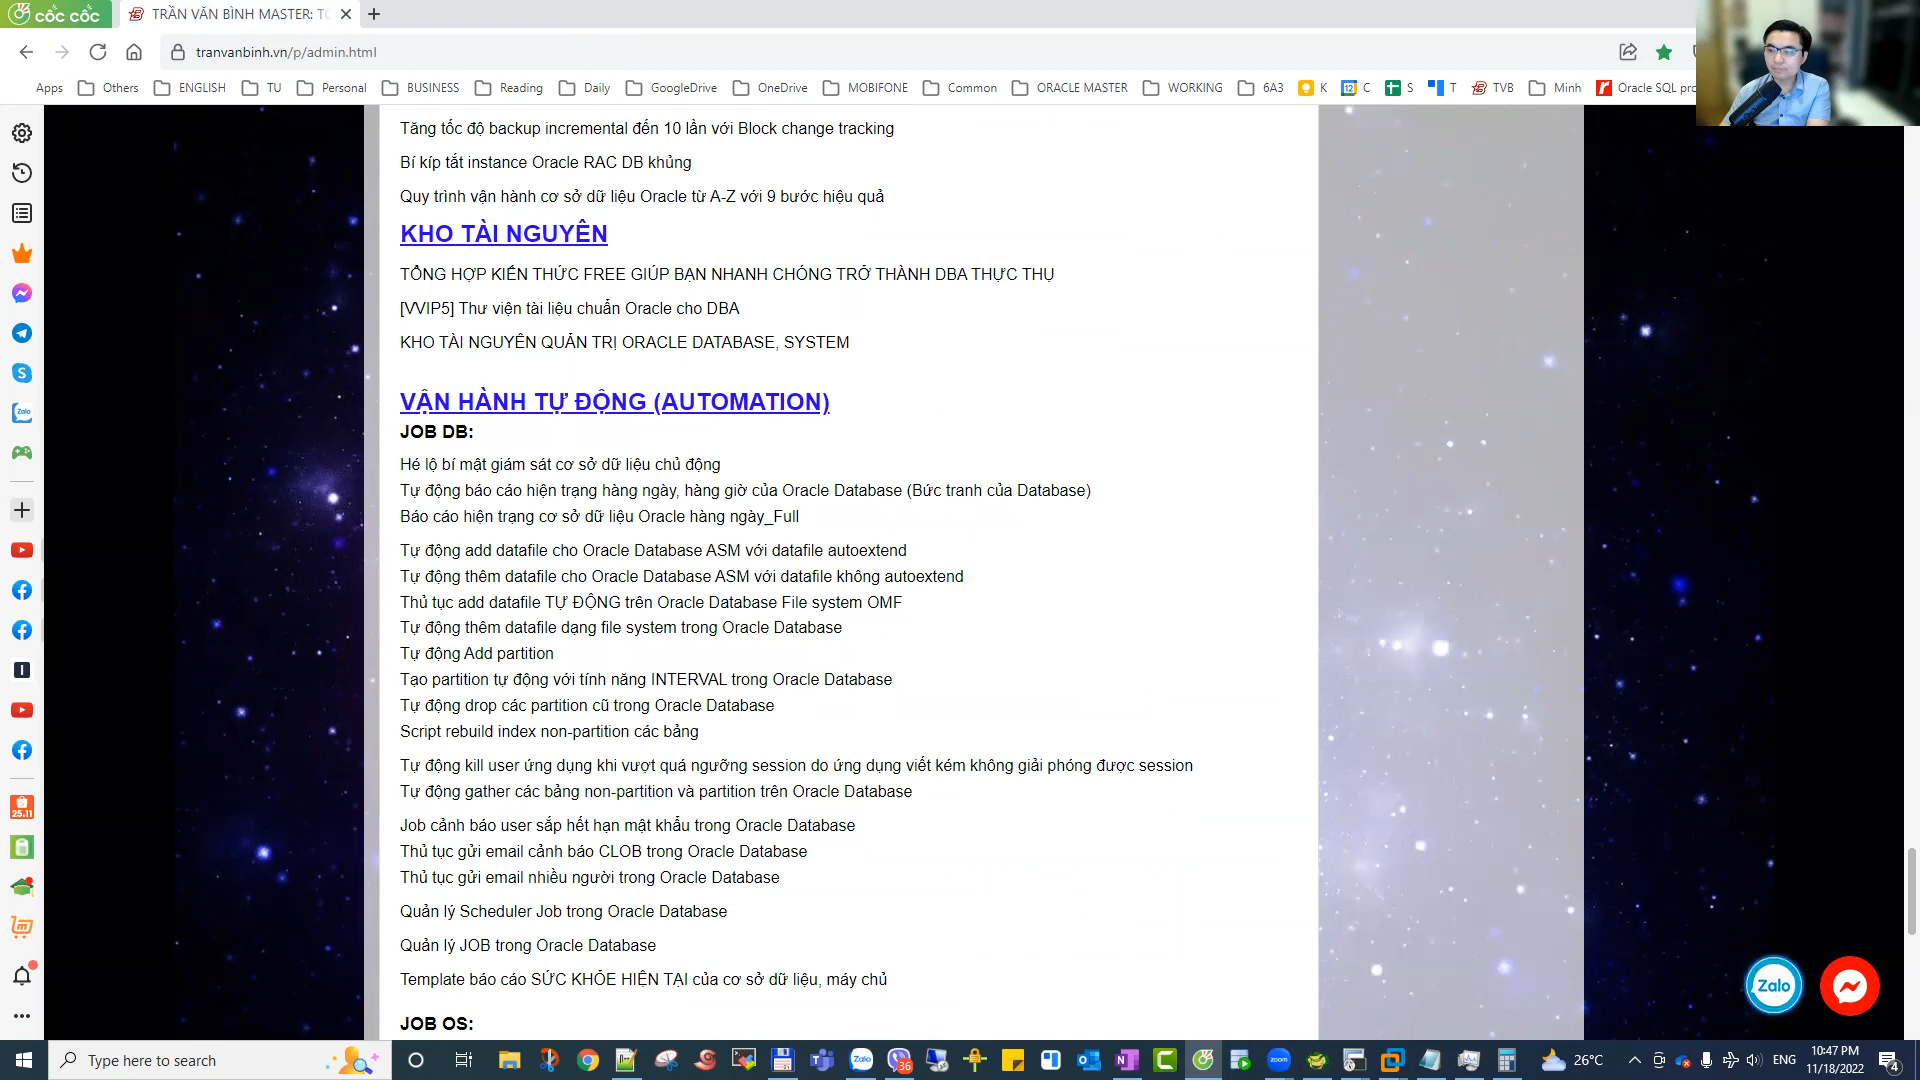 cốc cốc
TRẦN VĂN BÌNH MASTER: TC
tranvanbinh.vn/p/admin.html
Apps Others ENGLISH TU Personal BUSINESS Reading Daily GoogleDrive OneDrive MOBIFONE Common ORACLE MASTER WORKING 6A3 K C S T TVB Minh Oracle SQL pro
Tăng tốc độ backup incremental đến 10 lần với Block change tracking
Bí kíp tắt instance Oracle RAC DB khủng
Quy trình vận hành cơ sở dữ liệu Oracle từ A-Z với 9 bước hiệu quả
KHO TÀI NGUYÊN
TỔNG HỢP KIẾN THỨC FREE GIÚP BẠN NHANH CHÓNG TRỞ THÀNH DBA THỰC THỤ
[VVIP5] Thư viện tài liệu chuẩn Oracle cho DBA
KHO TÀI NGUYÊN QUẢN TRỊ ORACLE DATABASE, SYSTEM
VẬN HÀNH TỰ ĐỘNG (AUTOMATION)
JOB DB:
Hé lộ bí mật giám sát cơ sở dữ liệu chủ động
Tự động báo cáo hiện trạng hàng ngày, hàng giờ của Oracle Database (Bức tranh của Database)
Báo cáo hiện trạng cơ sở dữ liệu Oracle hàng ngày_Full
Tự động add datafile cho Oracle Database ASM với datafile autoextend
Tự động thêm datafile cho Oracle Database ASM với datafile không autoextend
Thủ tục add datafile TỰ ĐỘNG trên Oracle Database File system OMF
Tự động thêm datafile dạng file system trong Oracle Database
Tự động Add partition
Tạo partition tự động với tính năng INTERVAL trong Oracle Database
Tự động drop các partition cũ trong Oracle Database
Script rebuild index non-partition các bảng
Tự động kill user ứng dụng khi vượt quá ngưỡng session do ứng dụng viết kém không giải phóng được session
Tự động gather các bảng non-partition và partition trên Oracle Database
Job cảnh báo user sắp hết hạn mật khẩu trong Oracle Database
Thủ tục gửi email cảnh báo CLOB trong Oracle Database
Thủ tục gửi email nhiều người trong Oracle Database
Quản lý Scheduler Job trong Oracle Database
Quản lý JOB trong Oracle Database
Template báo cáo SỨC KHỎE HIỆN TẠI của cơ sở dữ liệu, máy chủ
JOB OS:
Zalo
25.11
Zalo
Type here to search
Zalo
36
zoom
26°C
ENG
10:47 PM
11/18/2022
4